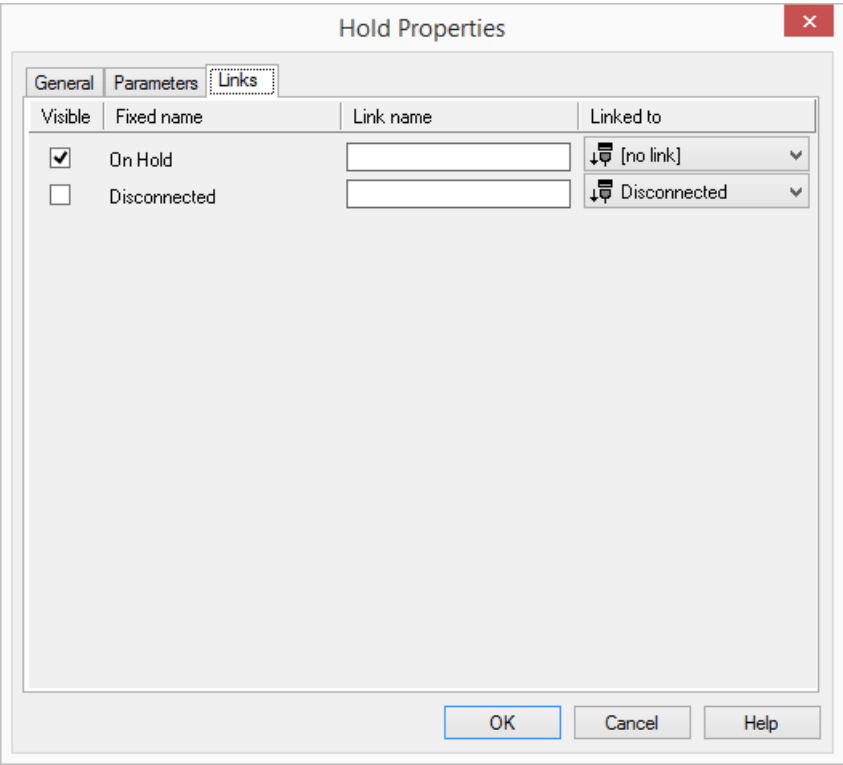 Hold Properties
General Parameters Links
Visible Fixed name Link name Linked to
On Hold [no link]
Disconnected Disconnected
OK Cancel Help